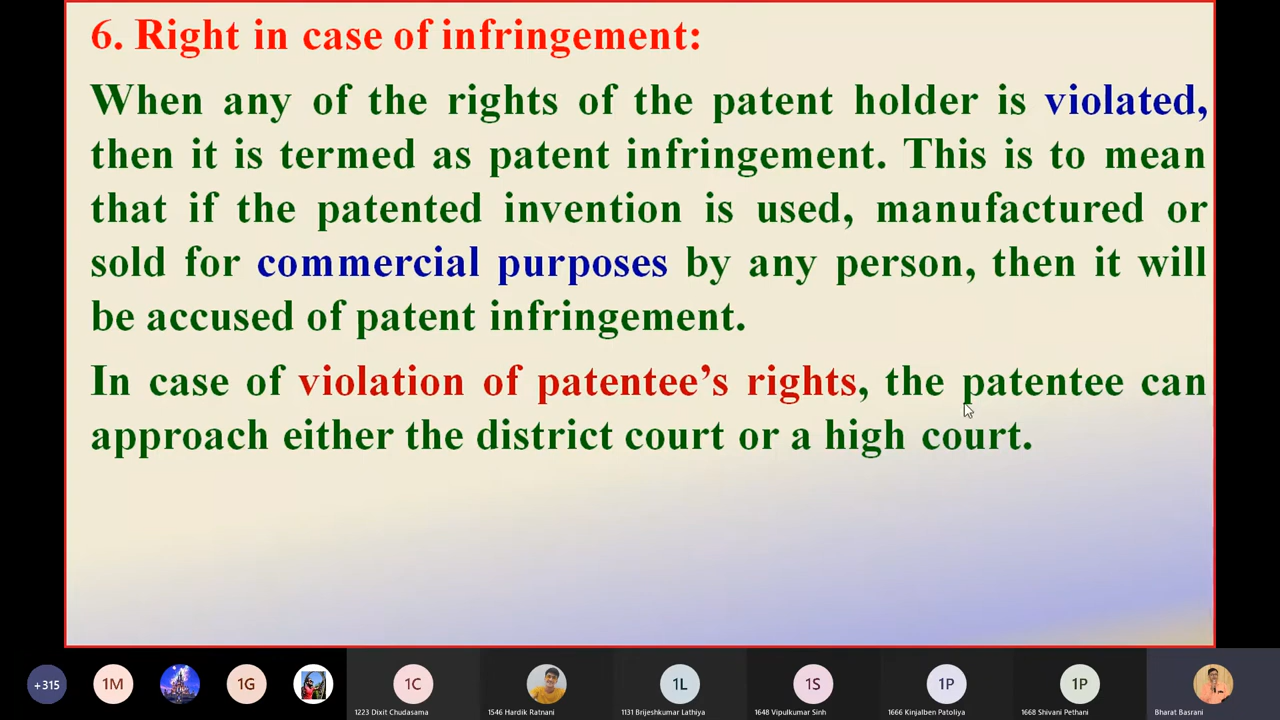 6. Right in case of infringement:
When any of the rights of the patent holder is violated,
then it is termed as patent infringement. This is to mean
that if the patented invention is used, manufactured or
sold for commercial purposes by any person, then it will
be accused of patent infringement.
In case of violation of patentee’s rights, the patentee can
approach either the district court or a high court.
+315
1M
1G
1C
1L
1S
1P
1P
1223 Dixit Chudasama
1546 Hardik Ratnani
1131 Brijeshkumar Lathiya
1648 Vipulkumar Sinh
1666 Kinjalben Patoliya
1668 Shivani Pethani
Bharat Basrani